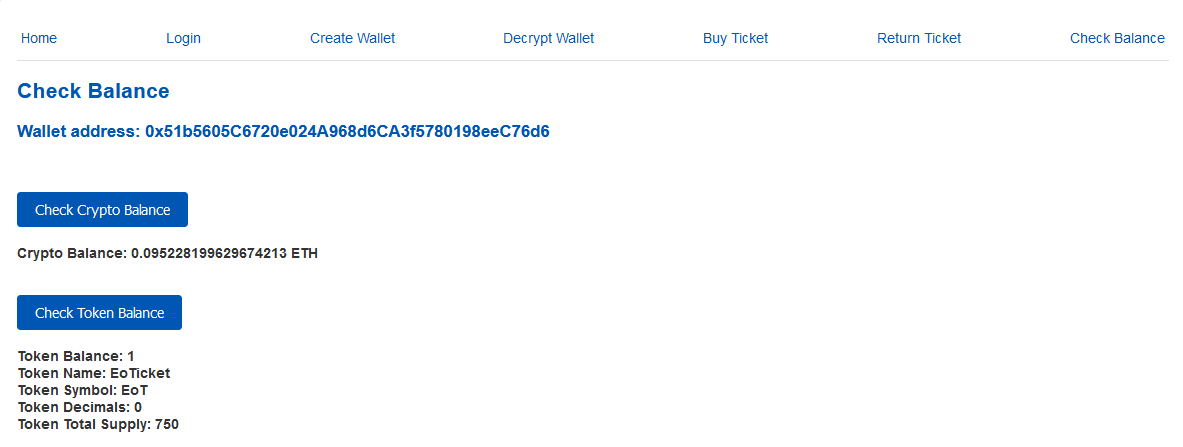 Home Login Create Wallet Decrypt Wallet Buy Ticket Return Ticket Check Balance
Check Balance
Wallet address: 0x51b5605C6720e024A968d6CA3f5780198eeC76d6
Check Crypto Balance
Crypto Balance: 0.095228199629674213 ETH
Check Token Balance
Token Balance: 1
Token Name: EoTicket
Token Symbol: EoT
Token Decimals: 0
Token Total Supply: 750